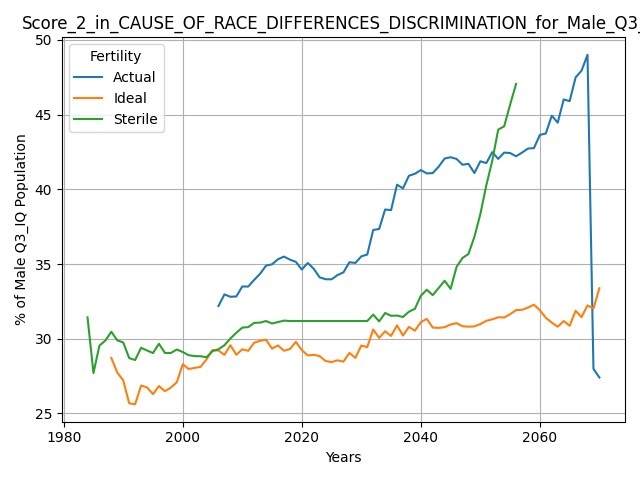 Score_2_in_CAUSE_OF_RACE_DIFFERENCES_DISCRIMINATION_for_Male_Q3_
50
45
40
35
30
25
% of Male Q3_IQ Population
Fertility
Actual
Ideal
Sterile
1980
2000
2020
2040
2060
Years